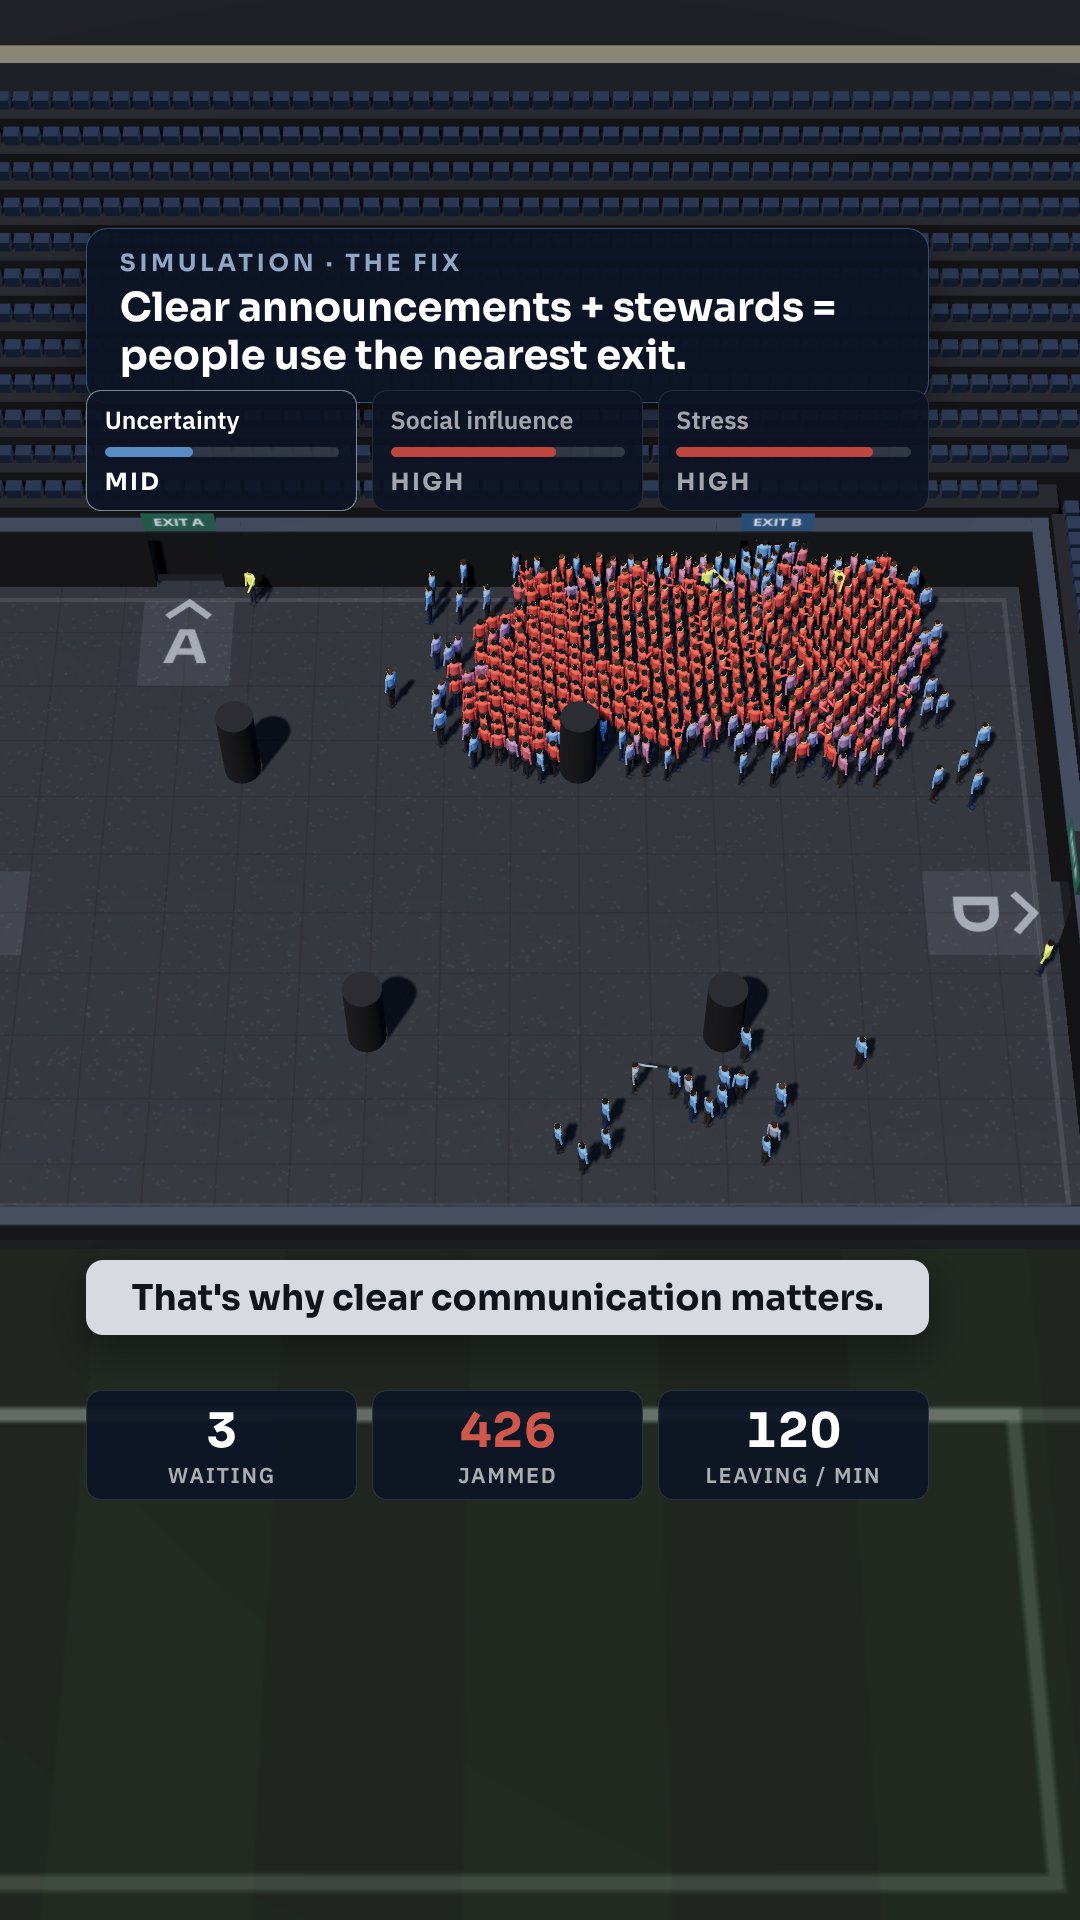 SIMULATION · THE FIX
Clear announcements + stewards =
people use the nearest exit.
Uncertainty
MID
Social influence
HIGH
Stress
HIGH
EXIT A
EXIT B
A
D
That's why clear communication matters.
3
WAITING
426
JAMMED
120
LEAVING / MIN